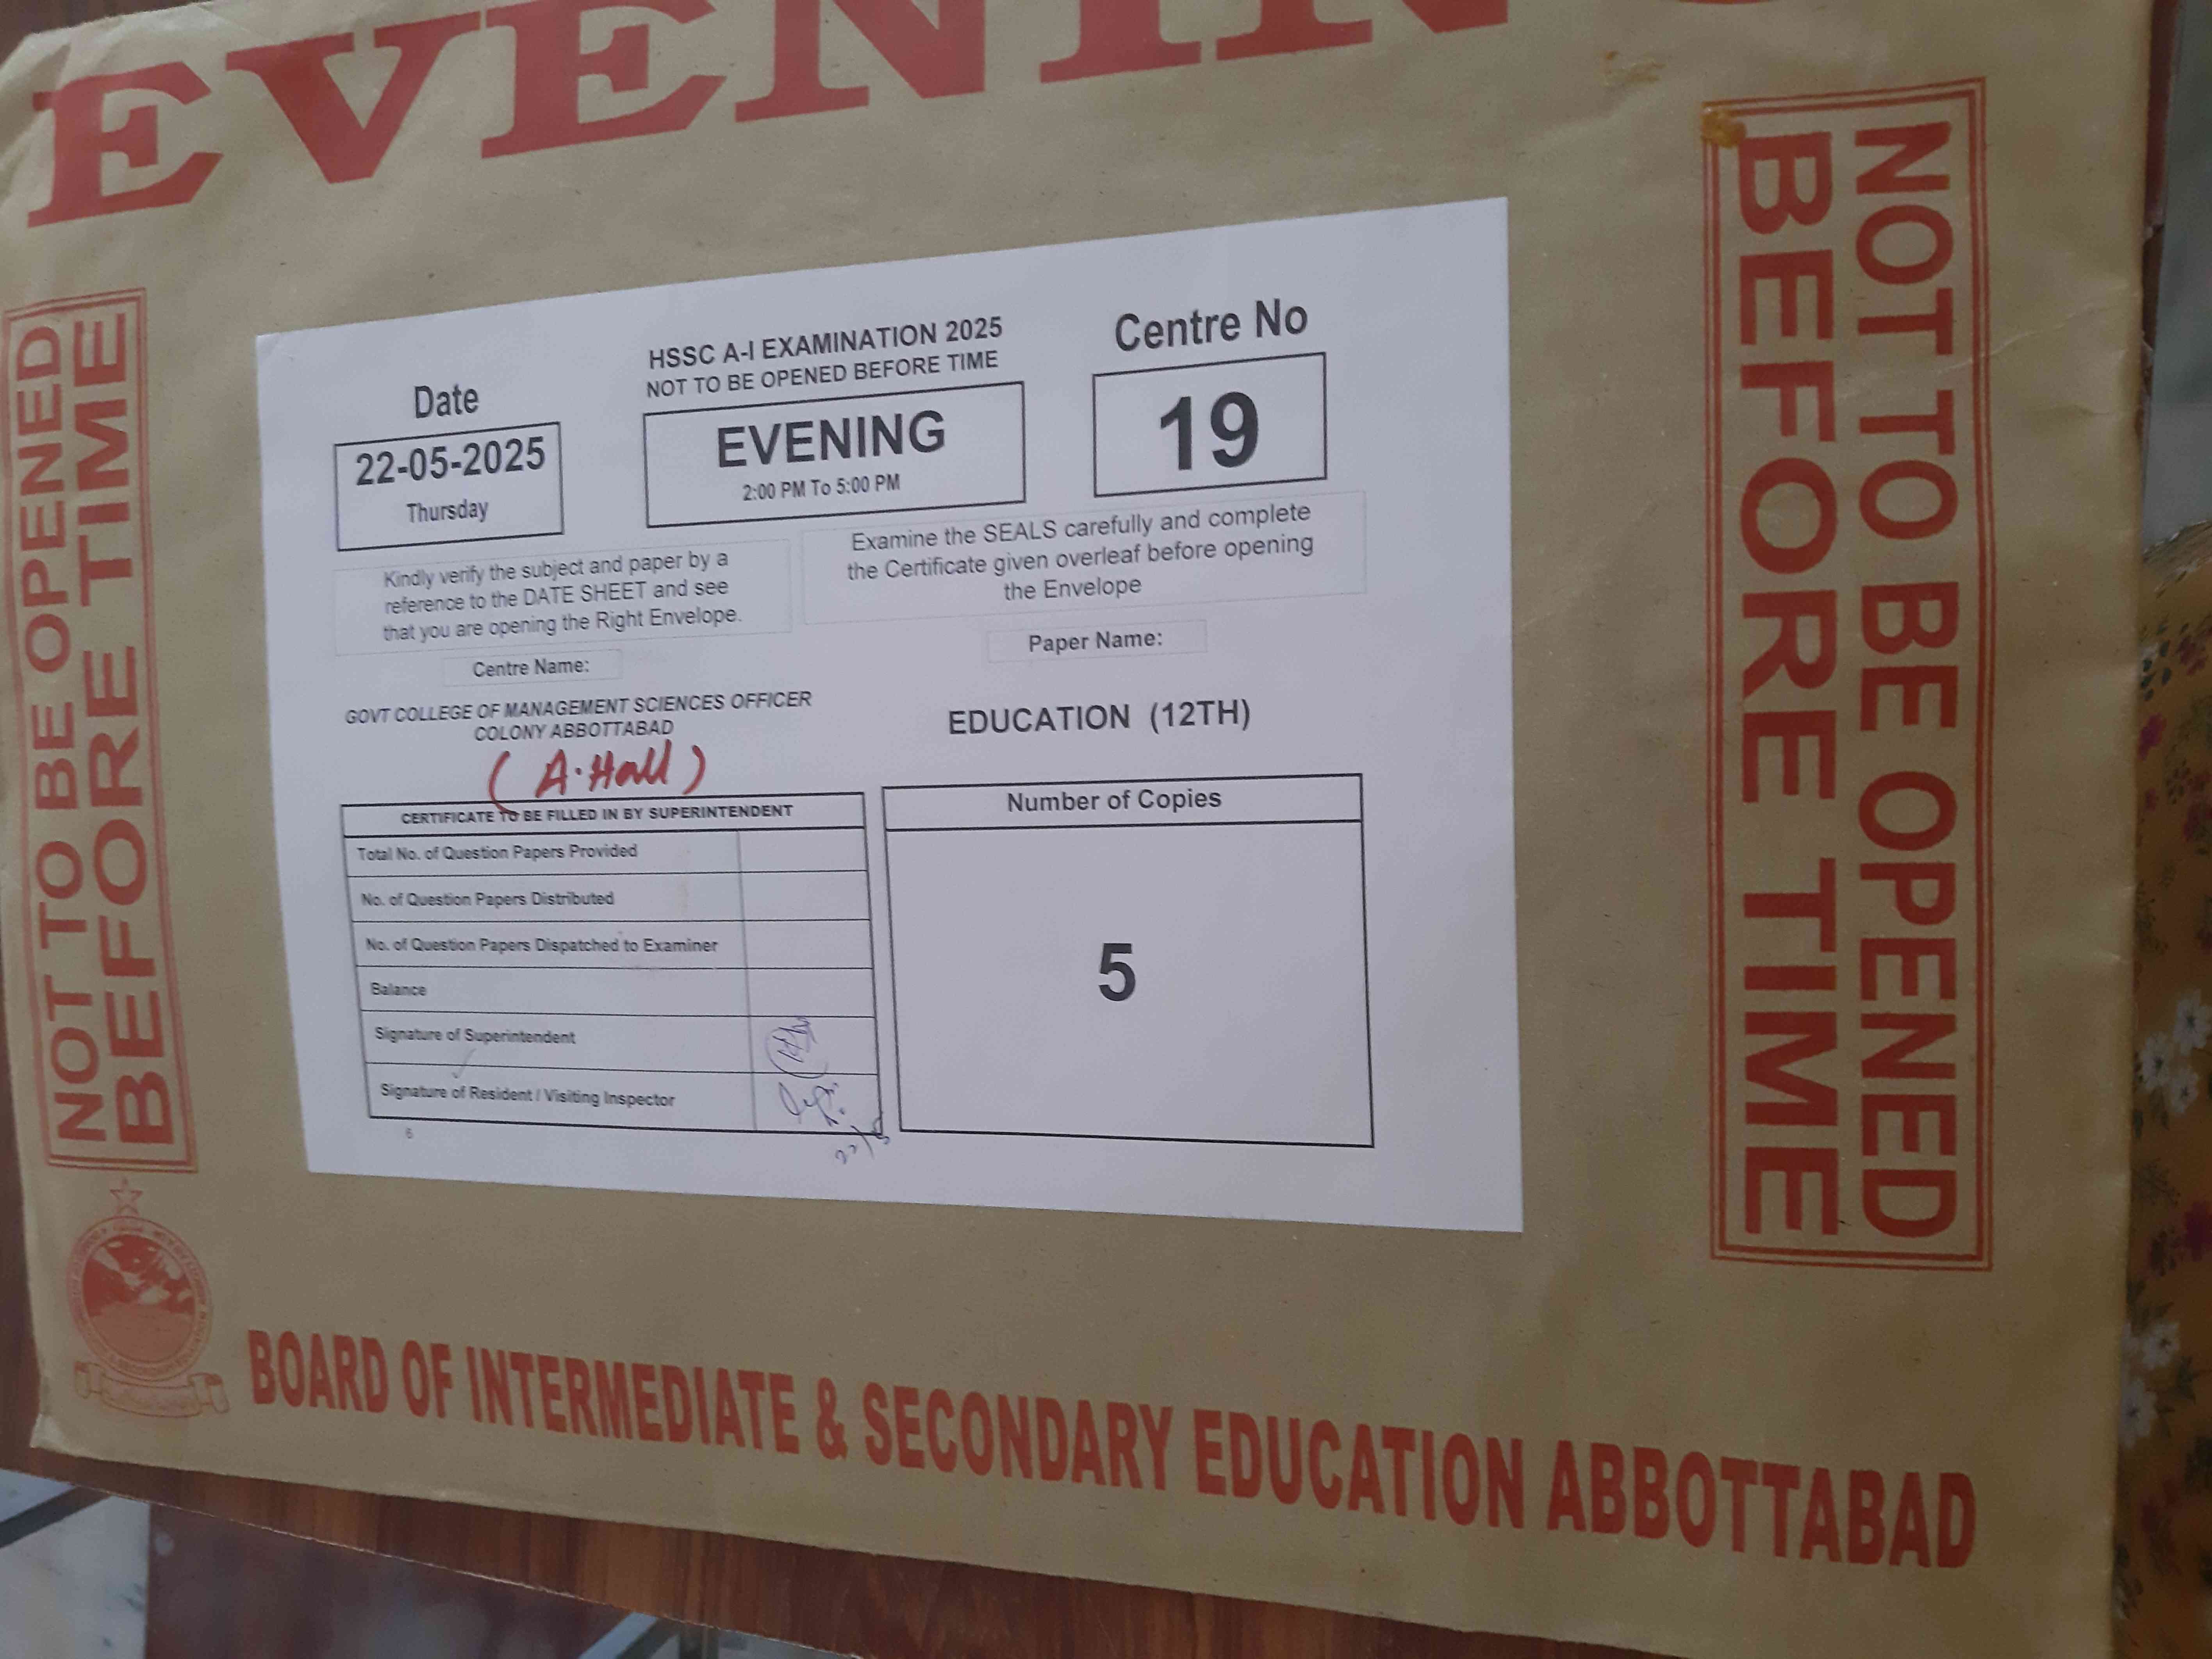 EVENIN
NOT TO BE OPENED
BEFORE TIME
HSSC A-I EXAMINATION 2025
NOT TO BE OPENED BEFORE TIME
Date
22-05-2025
Thursday
EVENING
2:00 PM To 5:00 PM
Centre No
19
Kindly verify the subject and paper by a
reference to the DATE SHEET and see
that you are opening the Right Envelope.
Examine the SEALS carefully and complete
the Certificate given overleaf before opening
the Envelope
Centre Name:
GOVT COLLEGE OF MANAGEMENT SCIENCES OFFICER
COLONY ABBOTTABAD
(A. Hall)
Paper Name:
EDUCATION (12TH)
CERTIFICATE TO BE FILLED IN BY SUPERINTENDENT
Total No. of Question Papers Provided
No. of Question Papers Distributed
No. of Question Papers Dispatched to Examiner
Balance
Signature of Superintendent
Signature of Resident / Visiting Inspector
22/5
6
Number of Copies
5
NOT TO BE OPENED
BEFORE TIME
BOARD OF INTERMEDIATE & SECONDARY EDUCATION ABBOTTABAD